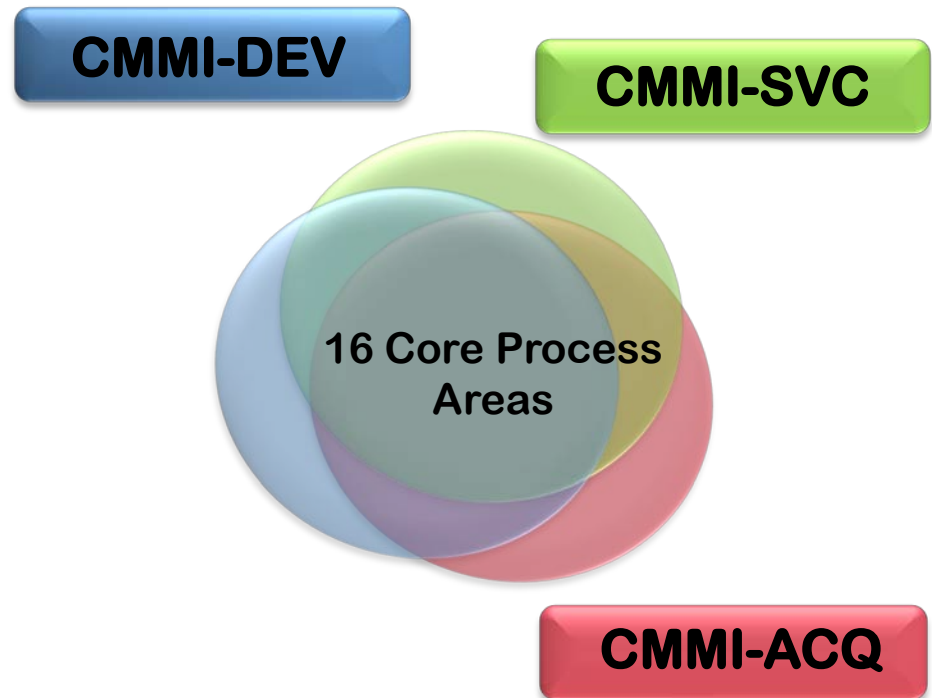 CMMI-DEV
CMMI-SVC
16 Core Process
Areas
CMMI-ACQ